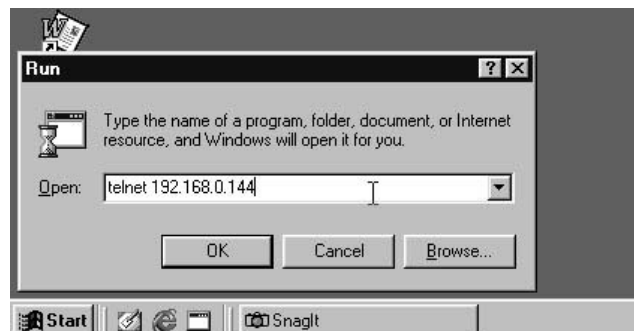 Run
Type the name of a program, folder, document, or Internet
resource, and Windows will open it for you.
Open: telnet 192.168.0.144
OK Cancel Browse...
Start SnagIt